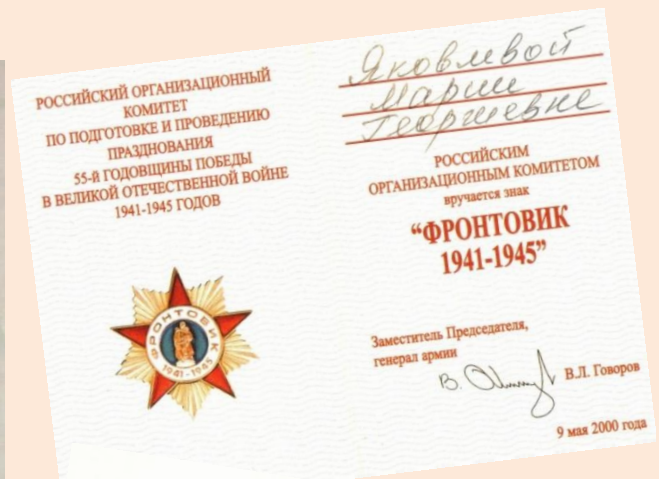 РОССИЙСКИЙ ОРГАНИЗАЦИОННЫЙ
КОМИТЕТ
ПО ПОДГОТОВКЕ И ПРОВЕДЕНИЮ
ПРАЗДНОВАНИЯ
55-й ГОДОВЩИНЫ ПОБЕДЫ
В ВЕЛИКОЙ ОТЕЧЕСТВЕННОЙ ВОЙНЕ
1941-1945 ГОДОВ
ФРОНТОВИК
1941-1945
Яковлевой
Марии
Георгиевне
РОССИЙСКИМ
ОРГАНИЗАЦИОННЫМ КОМИТЕТОМ
вручается знак
“ФРОНТОВИК
1941-1945”
Заместитель Председателя,
генерал армии
В.Л. Говоров
9 мая 2000 года